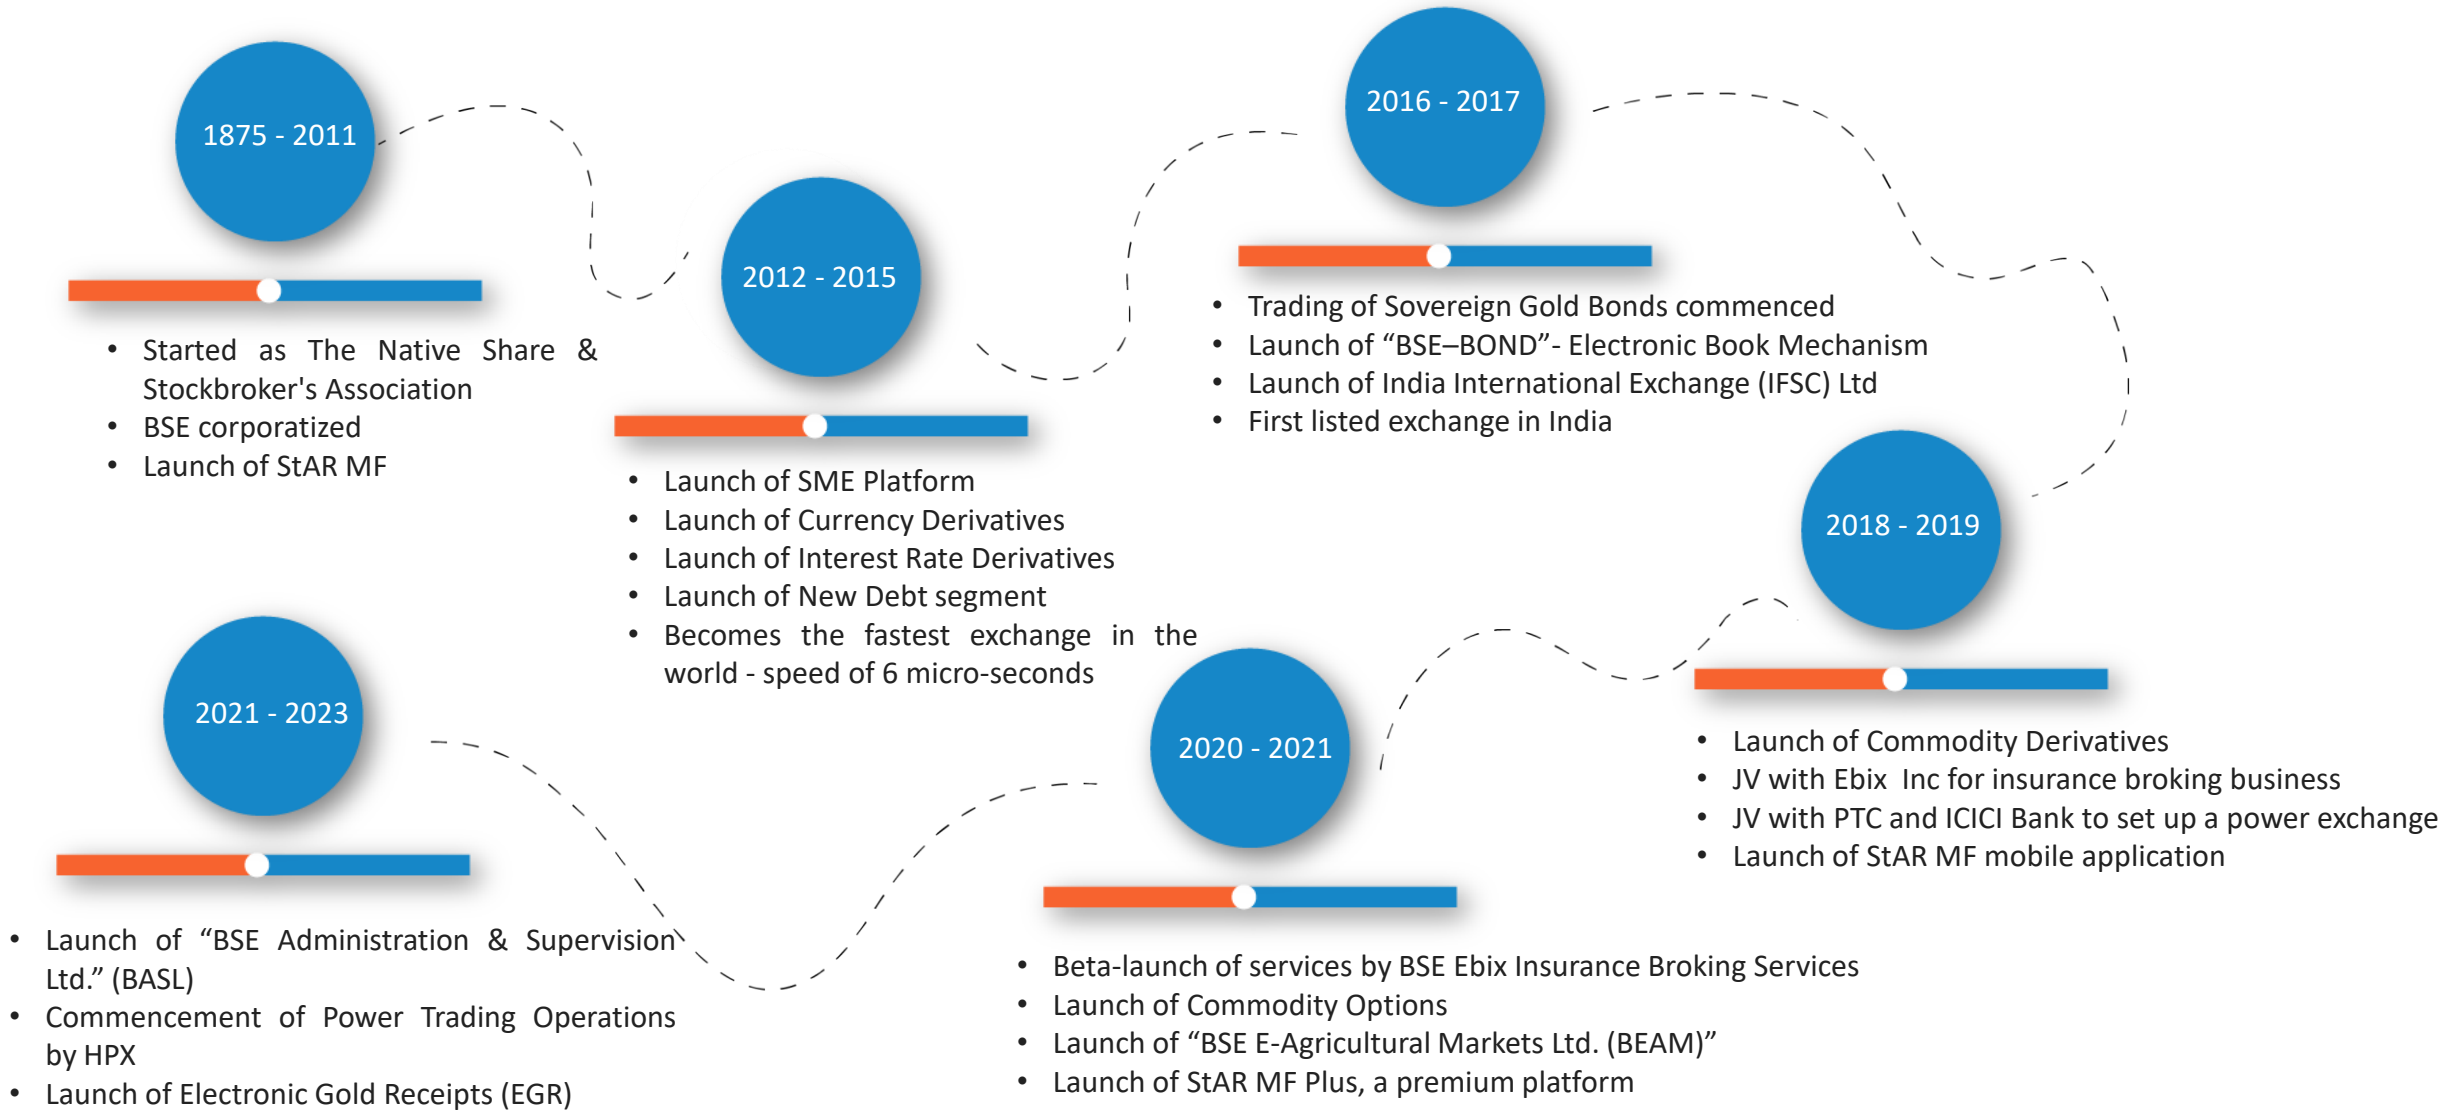 1875 - 2011
• Started as The Native Share &
Stockbroker's Association
• BSE corporatized
• Launch of StAR MF
2012 - 2015
• Launch of SME Platform
• Launch of Currency Derivatives
• Launch of Interest Rate Derivatives
• Launch of New Debt segment
• Becomes the fastest exchange in the
world - speed of 6 micro-seconds
2016 - 2017
• Trading of Sovereign Gold Bonds commenced
• Launch of “BSE–BOND”- Electronic Book Mechanism
• Launch of India International Exchange (IFSC) Ltd
• First listed exchange in India
2018 - 2019
• Launch of Commodity Derivatives
• JV with Ebix Inc for insurance broking business
• JV with PTC and ICICI Bank to set up a power exchange
• Launch of StAR MF mobile application
2020 - 2021
• Beta-launch of services by BSE Ebix Insurance Broking Services
• Launch of Commodity Options
• Launch of “BSE E-Agricultural Markets Ltd. (BEAM)”
• Launch of StAR MF Plus, a premium platform
2021 - 2023
• Launch of “BSE Administration & Supervision
Ltd.” (BASL)
• Commencement of Power Trading Operations
by HPX
• Launch of Electronic Gold Receipts (EGR)